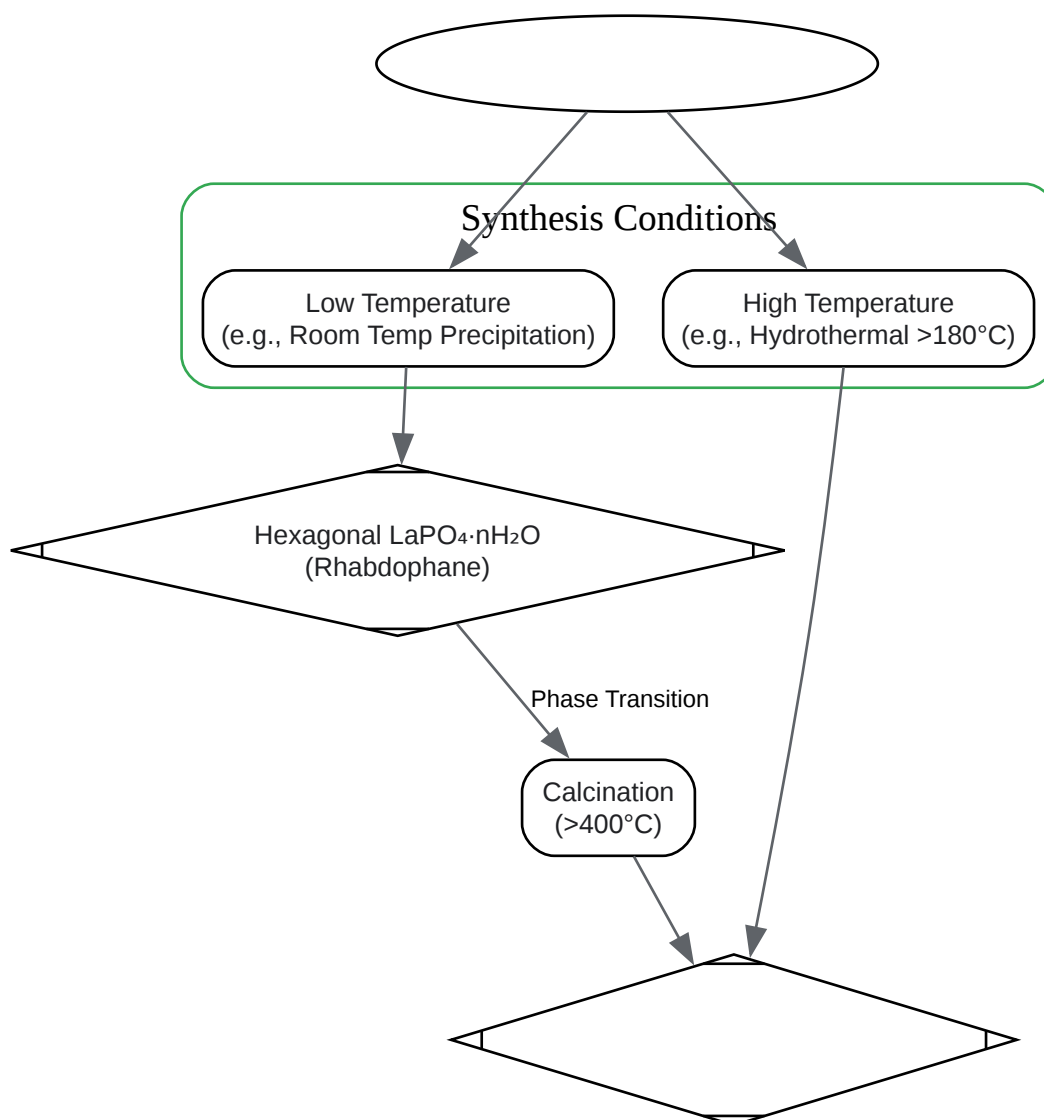 Synthesis Conditions
Low Temperature
(e.g., Room Temp Precipitation)
High Temperature
(e.g., Hydrothermal >180°C)
Hexagonal LaPO₄·nH₂O
(Rhabdophane)
Phase Transition
Calcination
(>400°C)